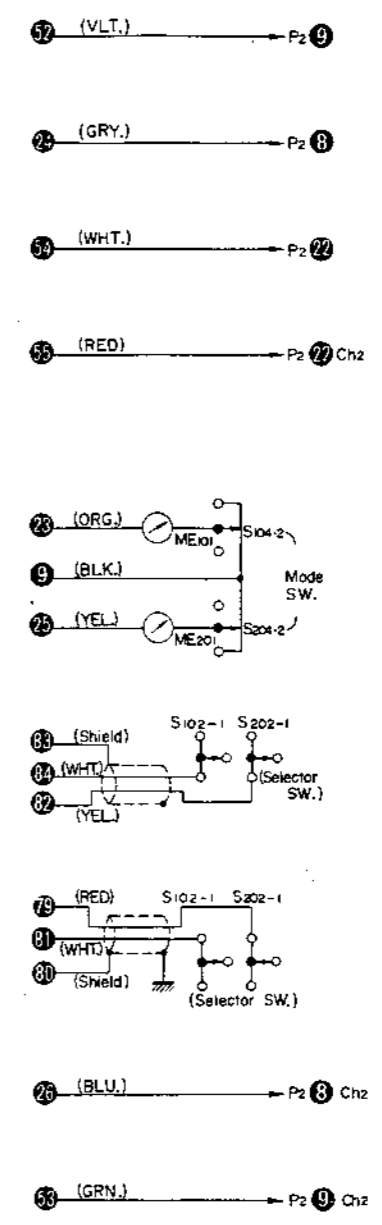 52 (VLT.) P2 9
24 (GRY.) P2 8
54 (WHT.) P2 22
55 (RED) P2 22 Ch2
23 (ORG.) ME101 S104-2
9 (BLK.) Mode SW.
25 (YEL.) ME201 S204-2
83 (Shield) S102-1 S202-1
84 (WHT.) (Selector SW.)
82 (YEL.)
79 (RED) S102-1 S202-1
81 (WHT.)
80 (Shield) (Selector SW.)
26 (BLU.) P2 8 Ch2
53 (GRN.) P2 9 Ch2